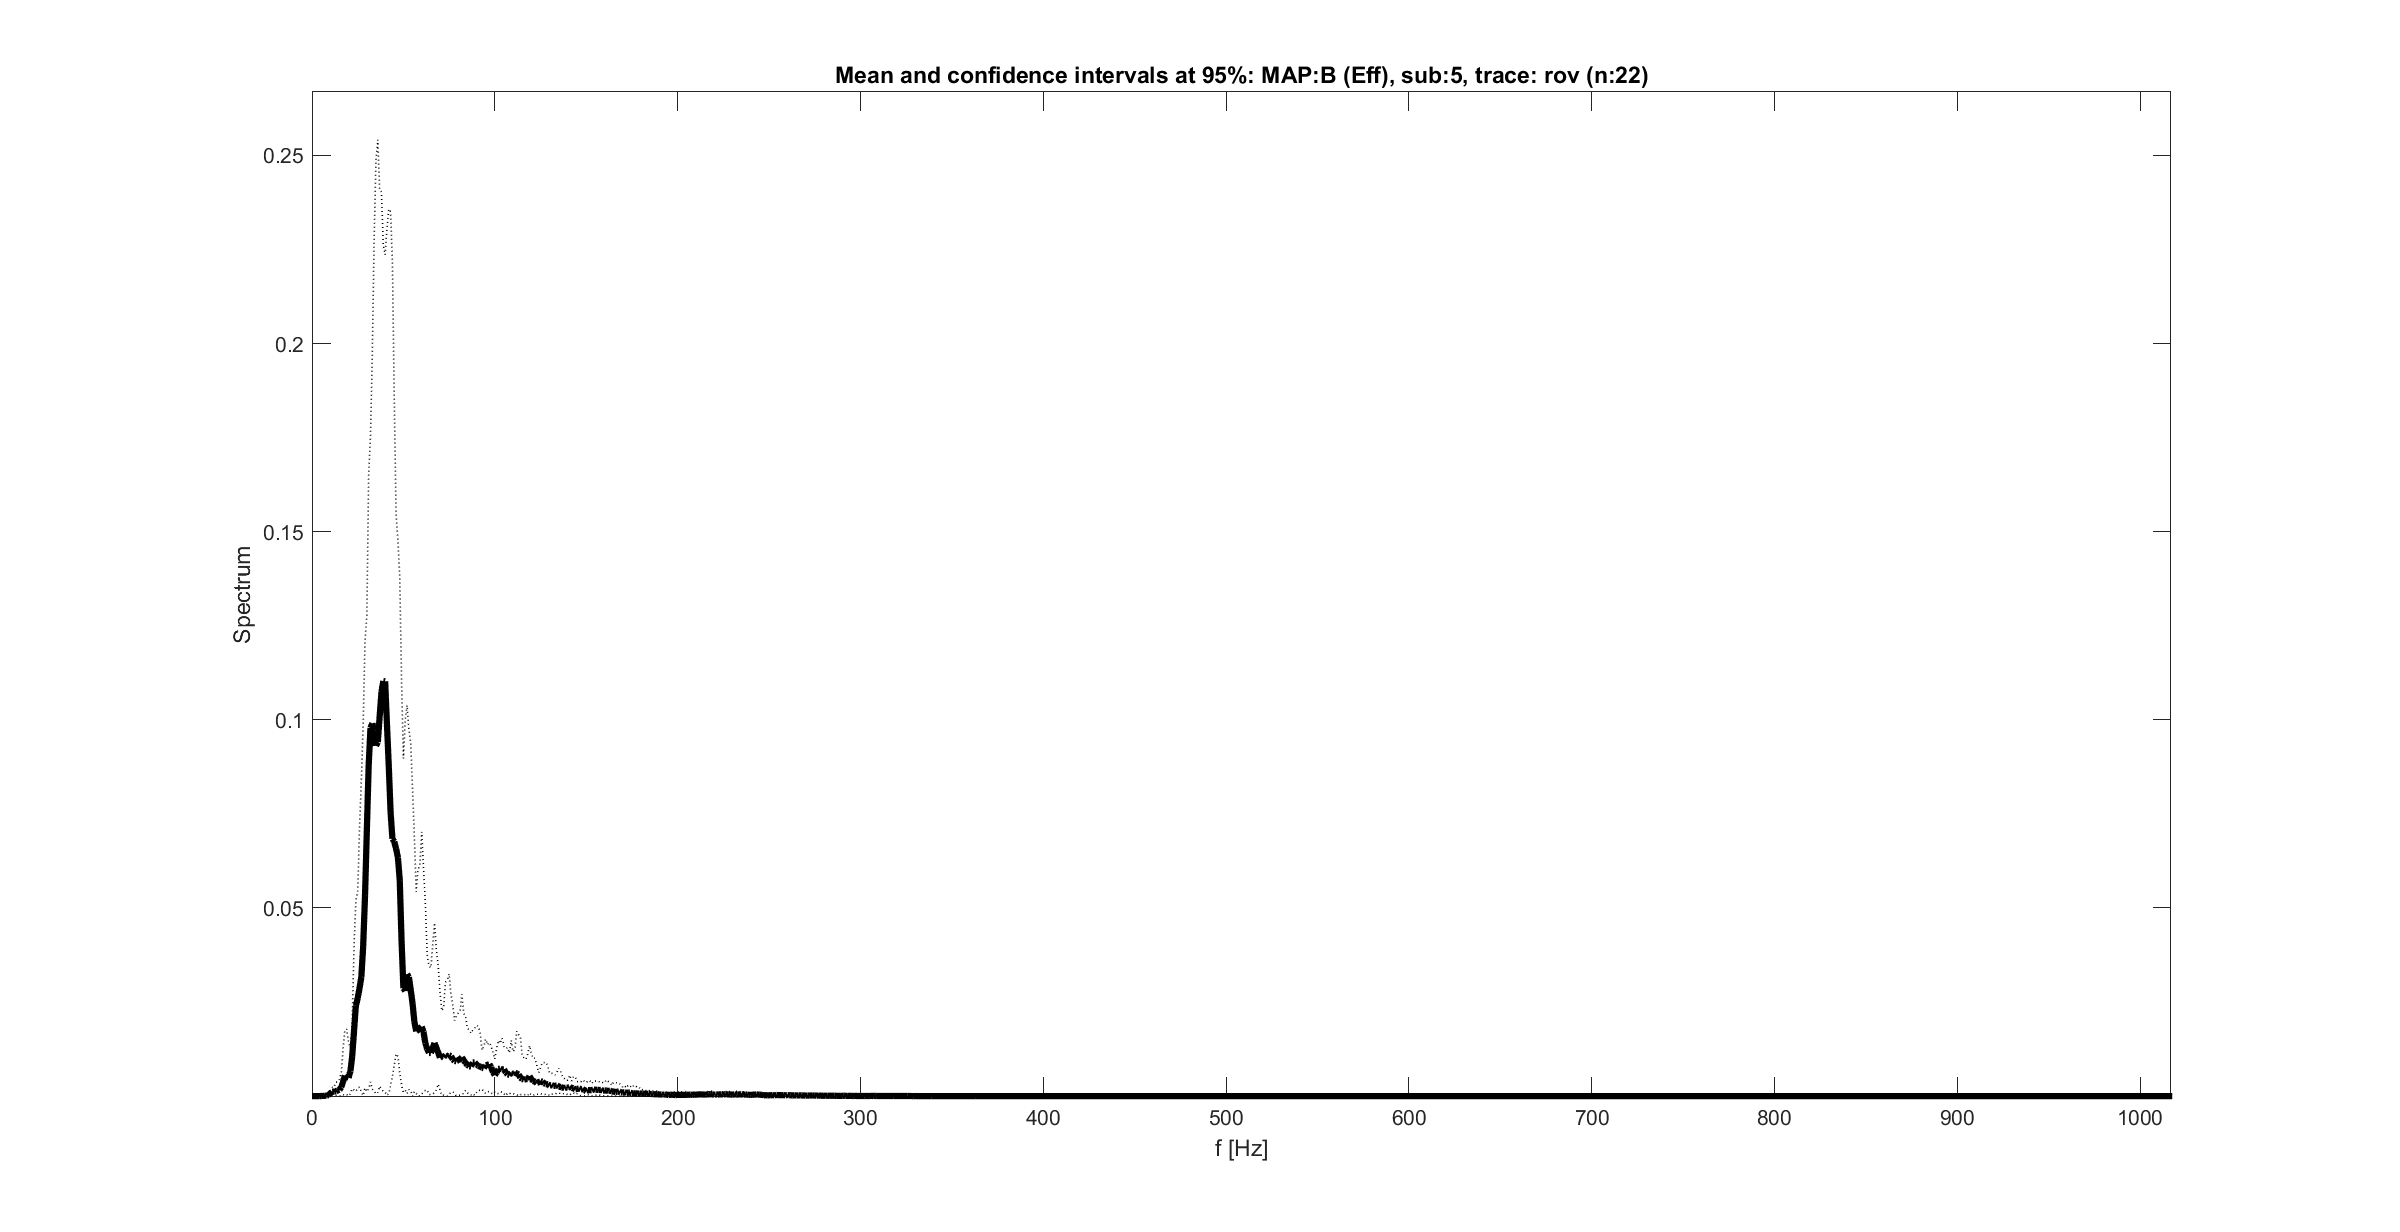 Mean and confidence intervals at 95%: MAP:B (Eff), sub:5, trace: rov (n:22)
0.25
0.2
0.15
0.1
0.05
Spectrum
0 100 200 300 400 500 600 700 800 900 1000
f [Hz]